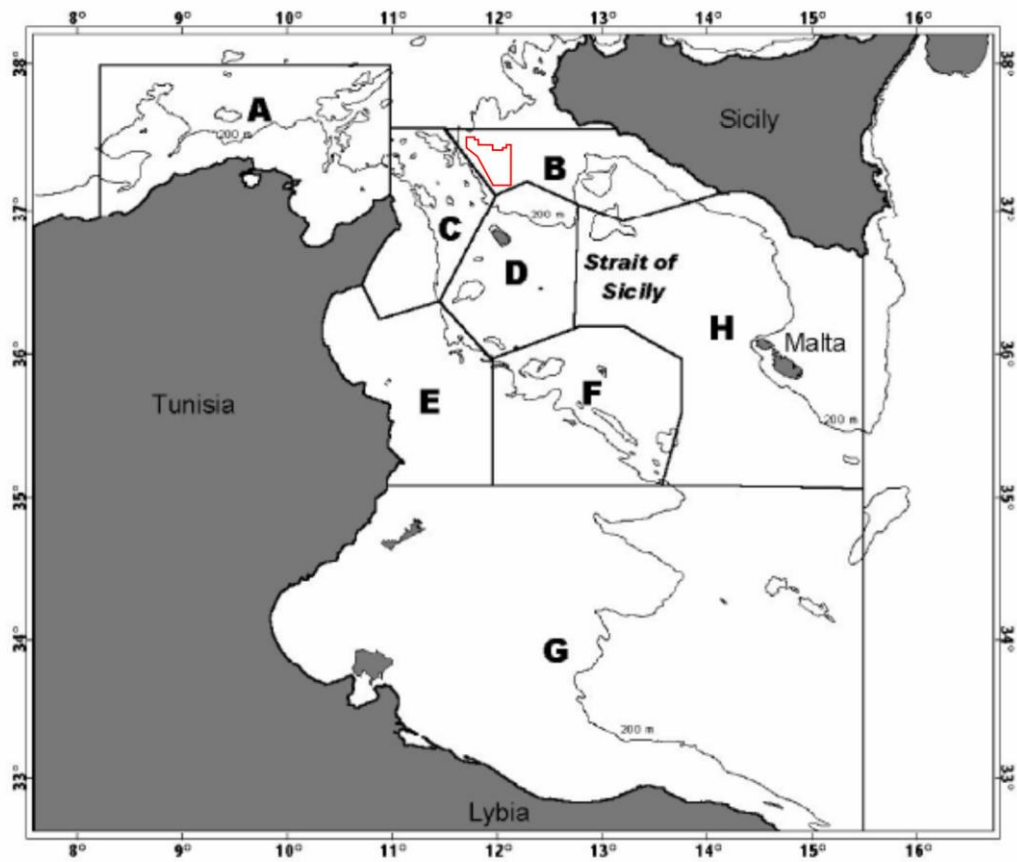 8° 9° 10° 11° 12° 13° 14° 15° 16°
38° 38°
A
200 m
Sicily
B
37° 37°
200 m
C
D
Strait of
Sicily
H
Malta
36° 36°
E
F
Tunisia
200 m
35° 35°
34° 34°
G
200 m
33° 33°
Lybia
8° 9° 10° 11° 12° 13° 14° 15° 16°